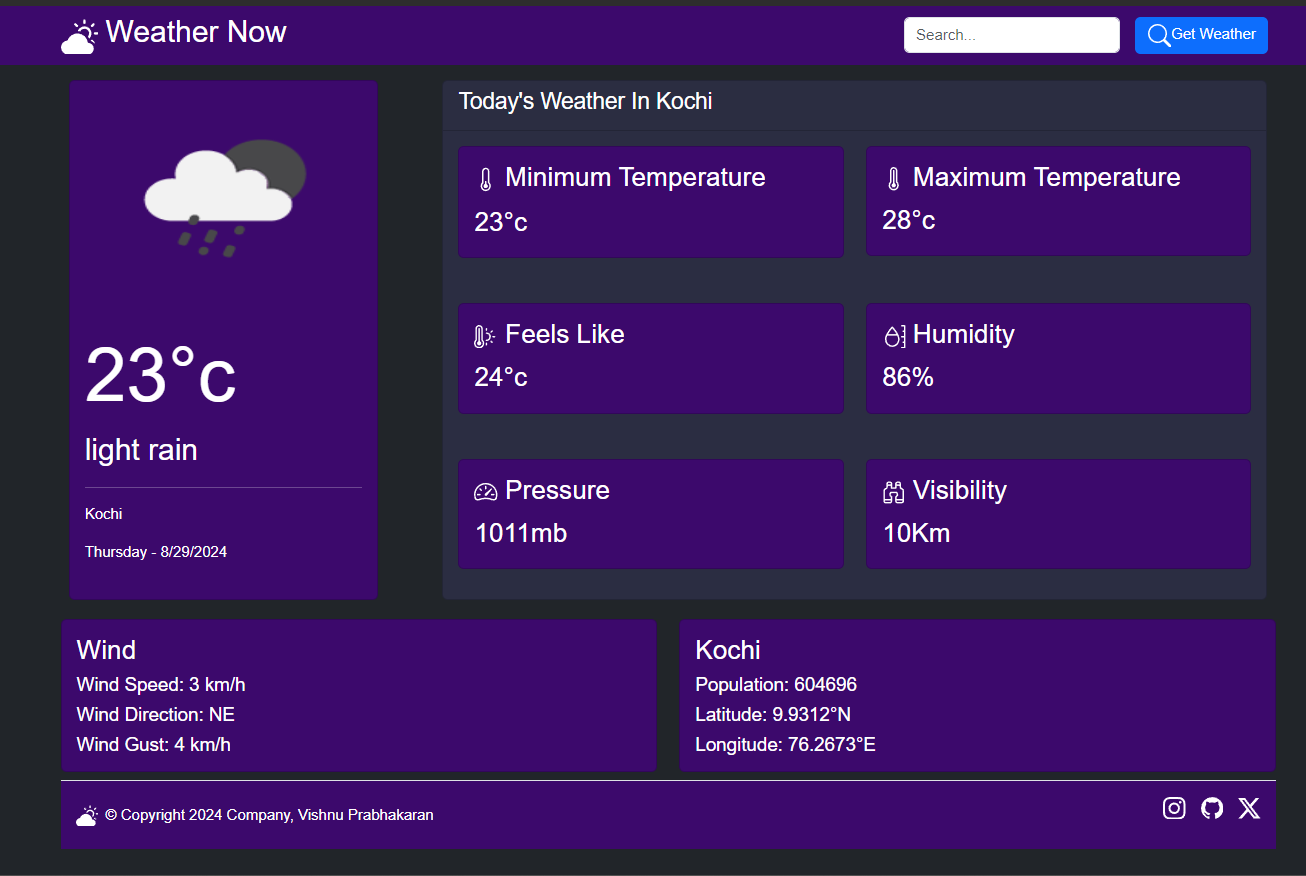 Weather Now
Search...
Get Weather
23°c
light rain
Kochi
Thursday - 8/29/2024
Today's Weather In Kochi
Minimum Temperature
23°c
Maximum Temperature
28°c
Feels Like
24°c
Humidity
86%
Pressure
1011mb
Visibility
10Km
Wind
Wind Speed: 3 km/h
Wind Direction: NE
Wind Gust: 4 km/h
Kochi
Population: 604696
Latitude: 9.9312°N
Longitude: 76.2673°E
© Copyright 2024 Company, Vishnu Prabhakaran